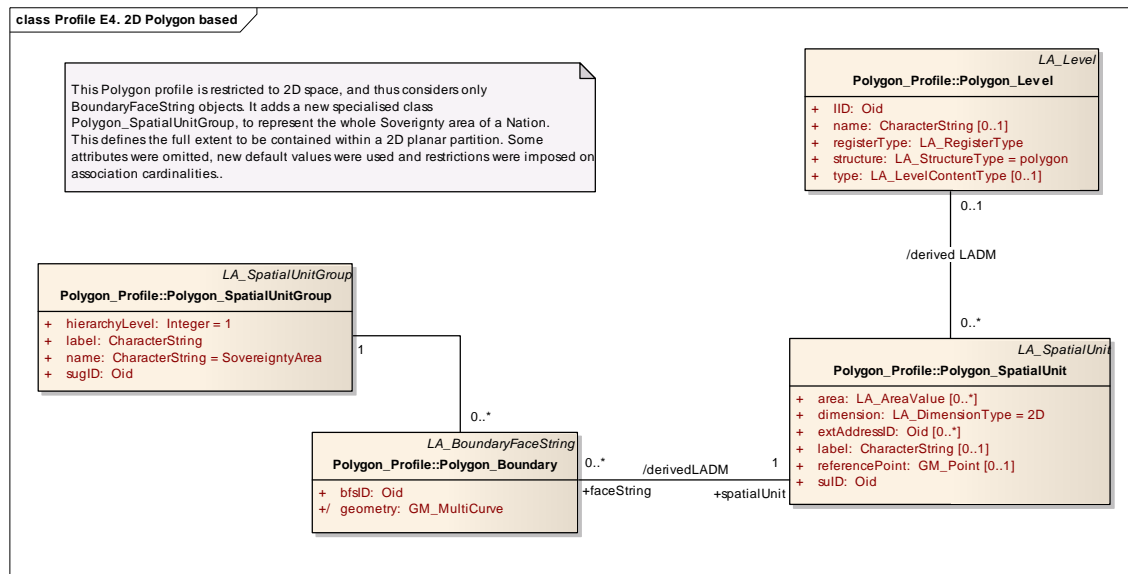 class Profile E4. 2D Polygon based
This Polygon profile is restricted to 2D space, and thus considers only
BoundaryFaceString objects. It adds a new specialised class
Polygon_SpatialUnitGroup, to represent the whole Soverignty area of a Nation.
This defines the full extent to be contained within a 2D planar partition. Some
attributes were omitted, new default values were used and restrictions were imposed on
association cardinalities..
LA_Level
Polygon_Profile::Polygon_Level
+ lID: Oid
+ name: CharacterString [0..1]
+ registerType: LA_RegisterType
+ structure: LA_StructureType = polygon
+ type: LA_LevelContentType [0..1]
0..1
/derived LADM
0..*
LA_SpatialUnitGroup
Polygon_Profile::Polygon_SpatialUnitGroup
+ hierarchyLevel: Integer = 1
+ label: CharacterString
+ name: CharacterString = SovereigntyArea
+ sugID: Oid
1
0..*
LA_SpatialUnit
Polygon_Profile::Polygon_SpatialUnit
+ area: LA_AreaValue [0..*]
+ dimension: LA_DimensionType = 2D
+ extAddressID: Oid [0..*]
+ label: CharacterString [0..1]
+ referencePoint: GM_Point [0..1]
+ suID: Oid
LA_BoundaryFaceString
Polygon_Profile::Polygon_Boundary
+ bfsID: Oid
+/ geometry: GM_MultiCurve
0..*
/derivedLADM
1
+faceString
+spatialUnit